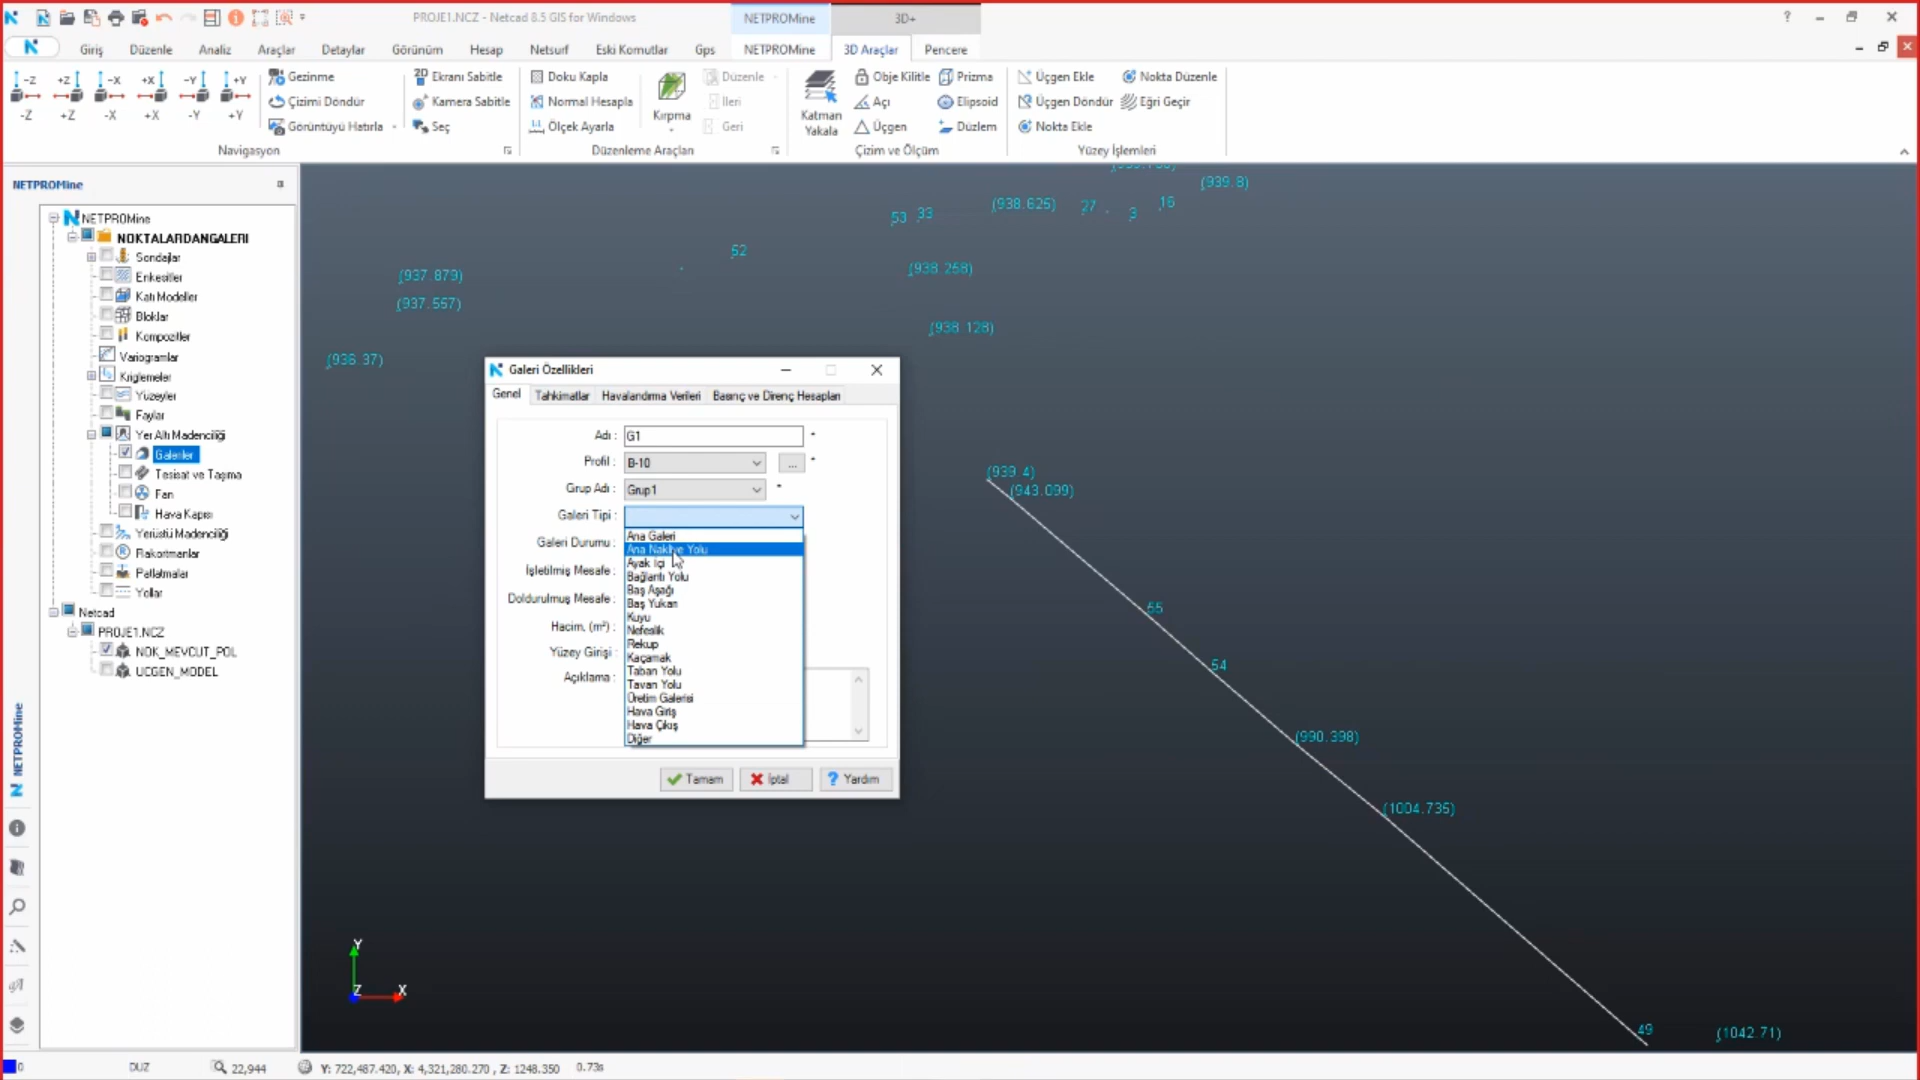 PROJE1.NCZ - Netcad 8.5 GIS for Windows
NETPROMine
3D+
Giriş Düzenle Analiz Araçlar Detaylar Görünüm Hesap Netsurf Eski Komutlar Gps NETPROMine 3D Araçlar Pencere
-Z +Z -X +X -Y +Y
-Z +Z -X +X -Y +Y
Gezinme
Çizimi Döndür
Görüntüyü Hatırla
2D Ekranı Sabitle
Kamera Sabitle
Seç
Navigasyon
Doku Kapla
Normal Hesapla
Ölçek Ayarla
Kırpma
Düzenle
İleri
Geri
Düzenleme Araçları
Katman Yakala
Obje Kilitle
Açı
Üçgen
Prizma
Elipsoid
Düzlem
Çizim ve Ölçüm
Üçgen Ekle
Üçgen Döndür
Nokta Ekle
Nokta Düzenle
Eğri Geçir
Yüzey İşlemleri
NETPROMine
NETPROMine
NOKTALARDANGALERI
Sondajlar
Enkesitler
Katı Modeller
Bloklar
Kompozitler
Variogramlar
Kriglemeler
Yüzeyler
Faylar
Yer Altı Madenciliği
Galeriler
Tesisat ve Taşıma
Fan
Hava Kapısı
Yerüstü Madenciliği
Rakortmanlar
Patlatmalar
Yollar
Netcad
PROJE1.NCZ
NOK_MEVCUT_POL
UCGEN_MODEL
NETPROMine
(939.8)
(938.625)
27
3
16
53
33
52
(937.879)
(938.258)
(937.557)
(938.128)
(936.37)
(939.4)
(943.099)
55
54
(990.398)
(1004.735)
49
(1042.71)
Galeri Özellikleri
Genel Tahkimatlar Havalandırma Verileri Basınç ve Direnç Hesapları
Adı : G1 *
Profil : B-10 ... *
Grup Adı : Grup1 *
Galeri Tipi :
Galeri Durumu :
İşletilmiş Mesafe :
Doldurulmuş Mesafe :
Hacim, (m³) :
Yüzey Girişi
Açıklama :
Ana Galeri
Ana Nakliye Yolu
Ayak İçi
Bağlantı Yolu
Baş Aşağı
Baş Yukarı
Kuyu
Nefeslik
Rekup
Kaçamak
Taban Yolu
Tavan Yolu
Üretim Galerisi
Hava Giriş
Hava Çıkış
Diğer
Tamam İptal Yardım
Y
Z X
0 DUZ 22,944 Y: 722,487.420, X: 4,321,280.270 , Z: 1248.350 0.73s